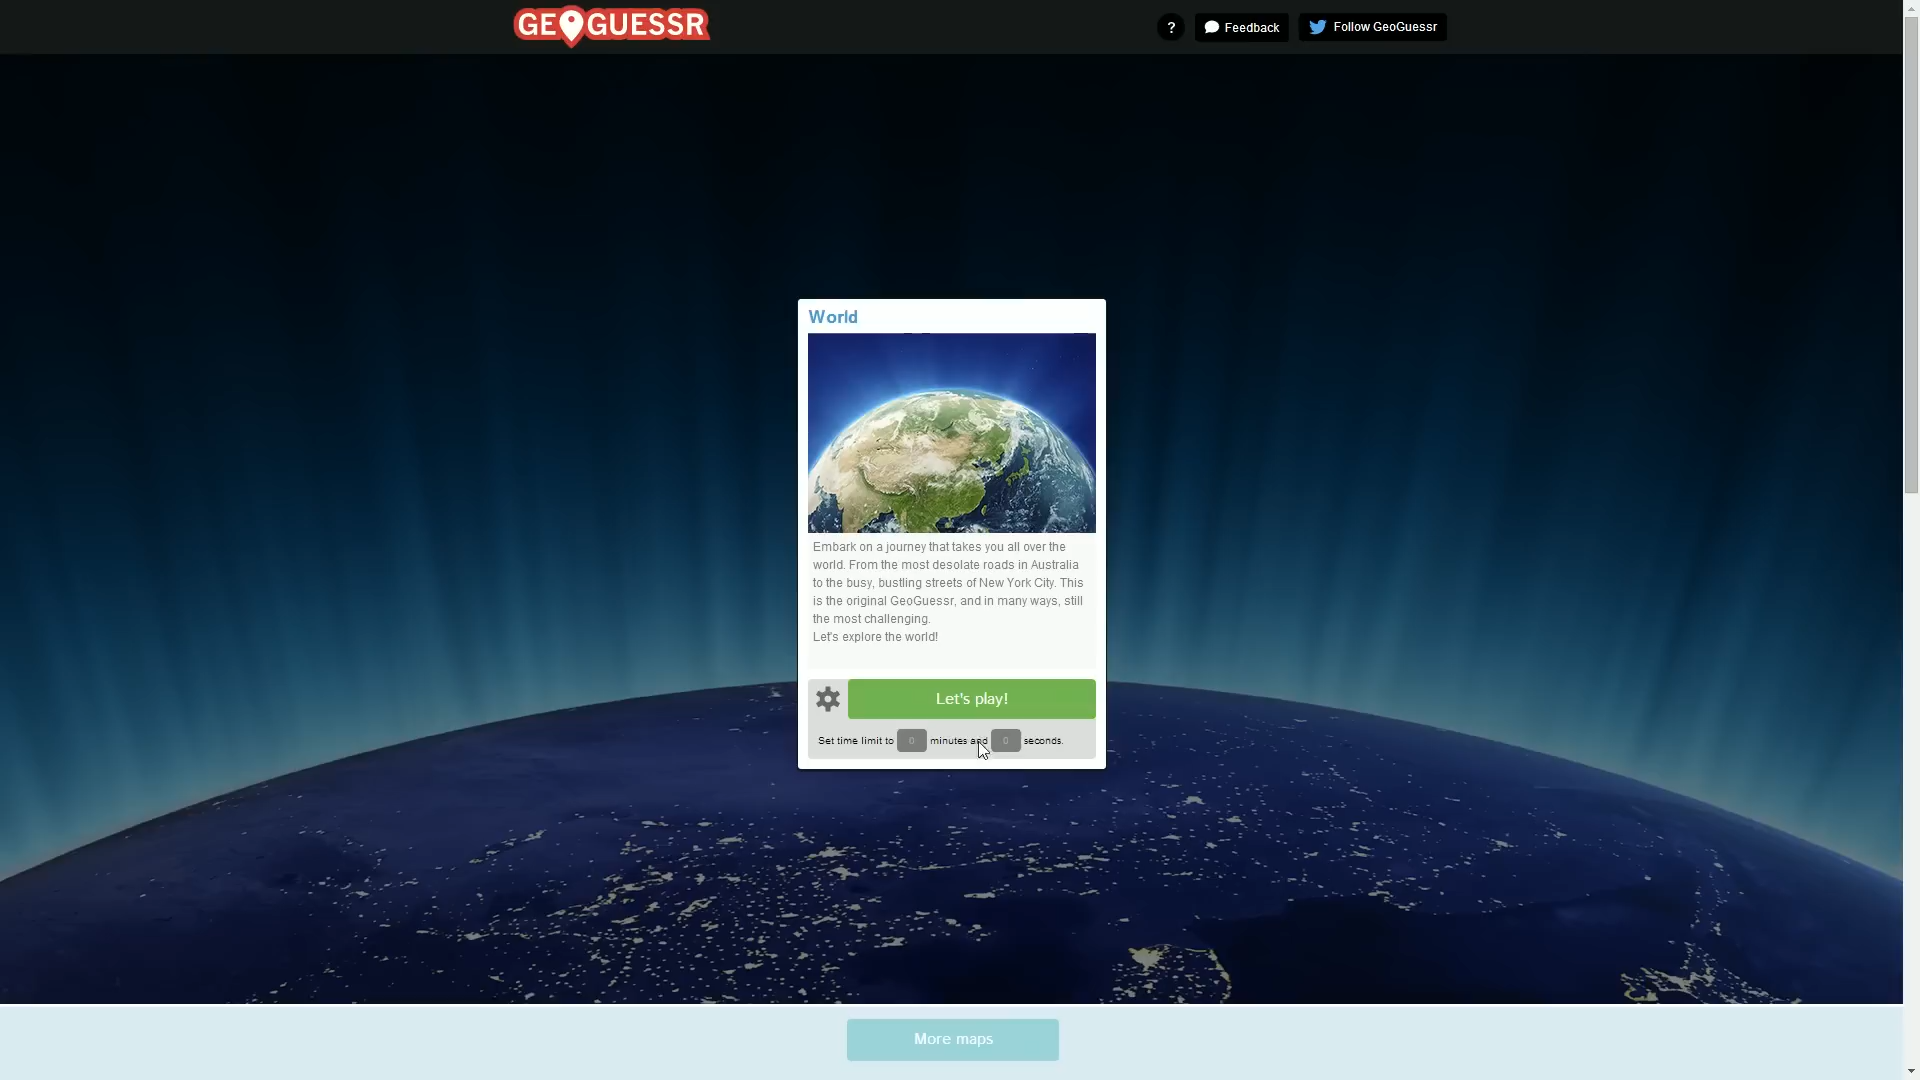 GEOGUESSR
?
Feedback
Follow GeoGuessr
World
Embark on a journey that takes you all over the
world. From the most desolate roads in Australia
to the busy, bustling streets of New York City. This
is the original GeoGuessr, and in many ways, still
the most challenging.
Let's explore the world!
Let's play!
Set time limit to 0 minutes and 0 seconds.
More maps